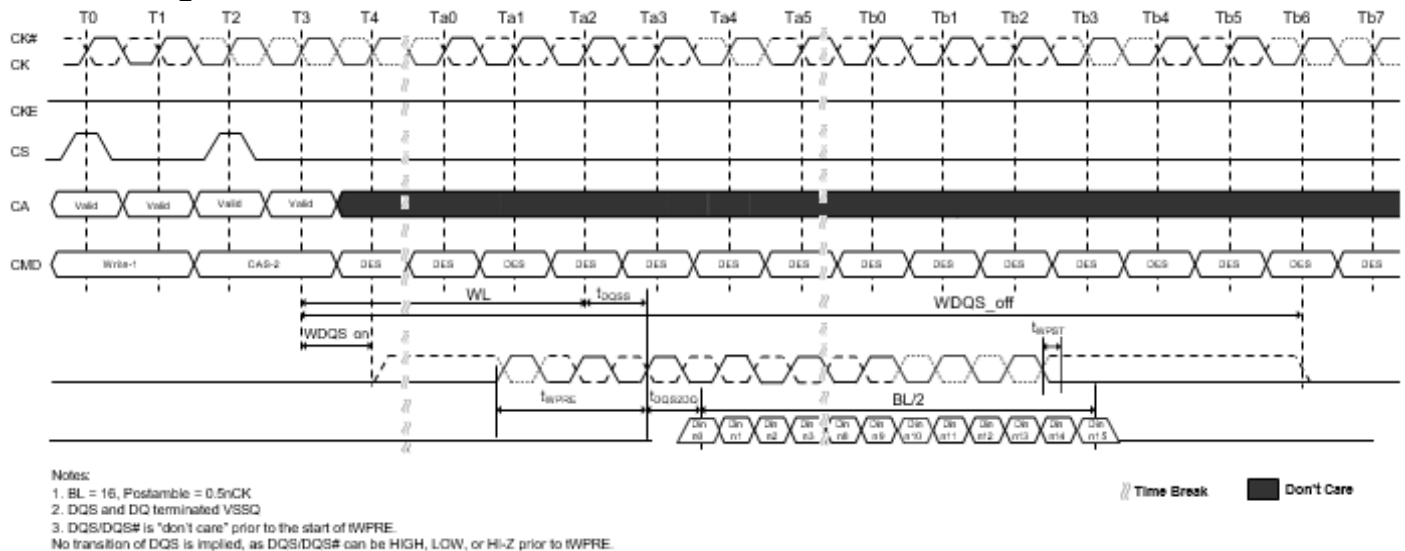 T0 T1 T2 T3 T4 Ta0 Ta1 Ta2 Ta3 Ta4 Ta5 Tb0 Tb1 Tb2 Tb3 Tb4 Tb5 Tb6 Tb7
CK#
CK
CKE
CS
CA Valid Valid Valid Valid
CMD Write-1 CAS-2 DES DES DES DES DES DES DES DES DES DES DES DES DES DES DES
WL tDQSS
WDQS_off
WDQS on tWPST
tWPRE tDQS2DQ BL/2
Din n0 Din n1 Din n2 Din n3 Din n8 Din n9 Din n10 Din n11 Din n12 Din n13 Din n14 Din n15
Notes:
1. BL = 16, Postamble = 0.5nCK
2. DQS and DQ terminated VSSQ
3. DQS/DQS# is "don't care" prior to the start of tWPRE.
No transition of DQS is implied, as DQS/DQS# can be HIGH, LOW, or HI-Z prior to tWPRE.
Time Break Don't Care